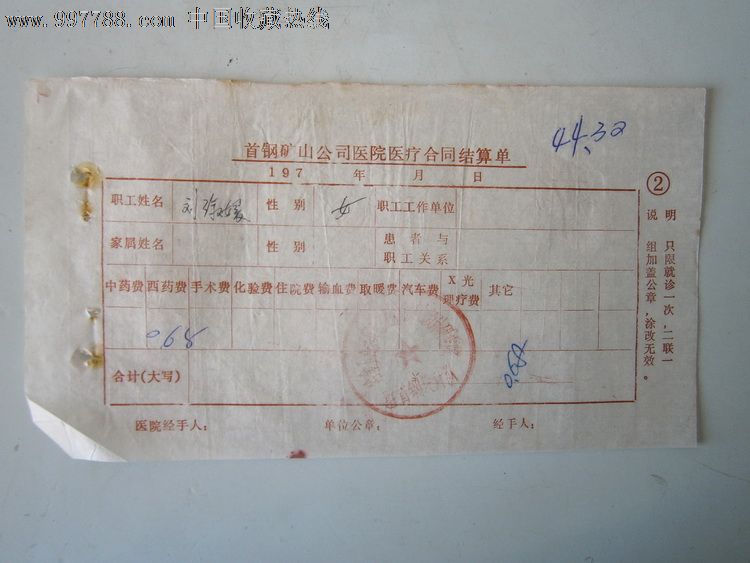 www.997788.com 中国收藏热线
44.32
首钢矿山公司医院医疗合同结算单
197 年 月 日
②
职工姓名 刘 性别 女 职工工作单位
家属姓名 性别 患者与职工关系
中药费 西药费 手术费 化验费 住院费 输血费 取暖费 汽车费 X光理疗费 其它
0.68
合计(大写) 0.68
医院经手人： 单位公章： 经手人：
说明 只限就诊一次，二联一
组加盖公章，涂改无效。